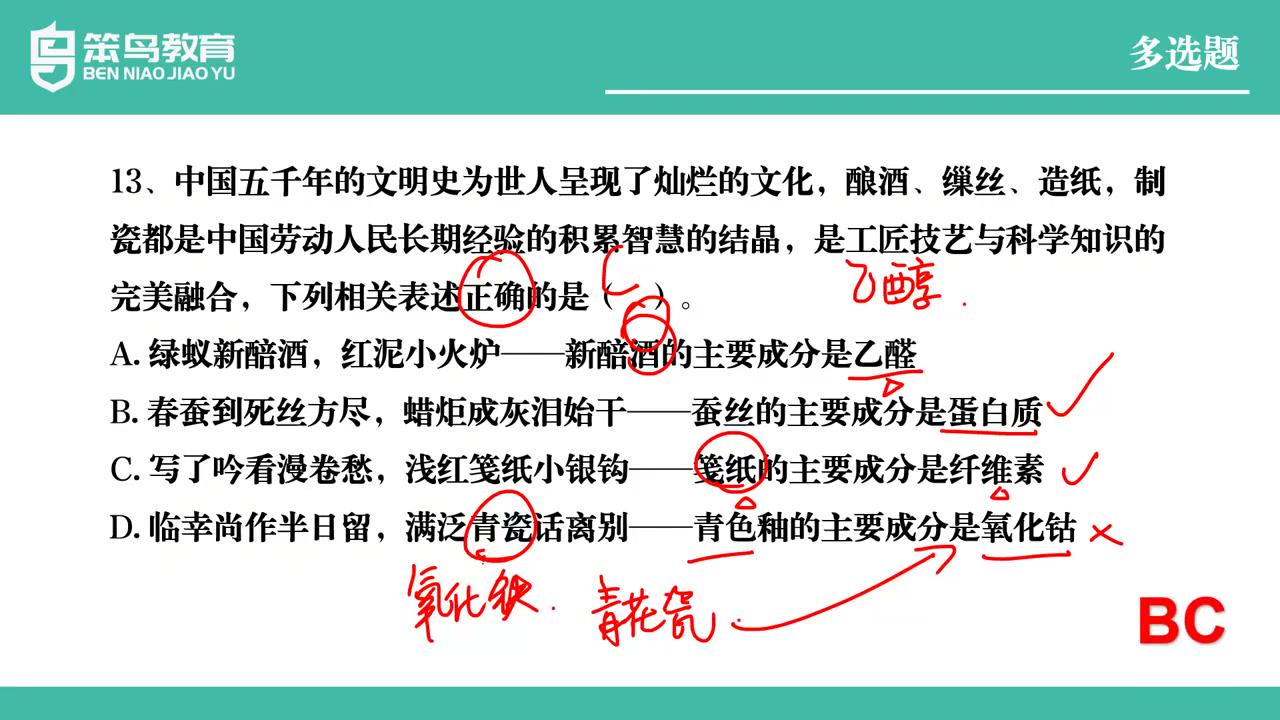 笨鸟教育
BEN NIAO JIAO YU
多选题
13、中国五千年的文明史为世人呈现了灿烂的文化，酿酒、缫丝、造纸，制
瓷都是中国劳动人民长期经验的积累智慧的结晶，是工匠技艺与科学知识的
完美融合，下列相关表述正确的是（ ）。
乙醇.
A. 绿蚁新醅酒，红泥小火炉——新醅酒的主要成分是乙醛
B. 春蚕到死丝方尽，蜡炬成灰泪始干——蚕丝的主要成分是蛋白质
C. 写了吟看漫卷愁，浅红笺纸小银钩——笺纸的主要成分是纤维素
D. 临幸尚作半日留，满泛青瓷话离别——青色釉的主要成分是氧化钴
氧化铁. 青花瓷.
BC